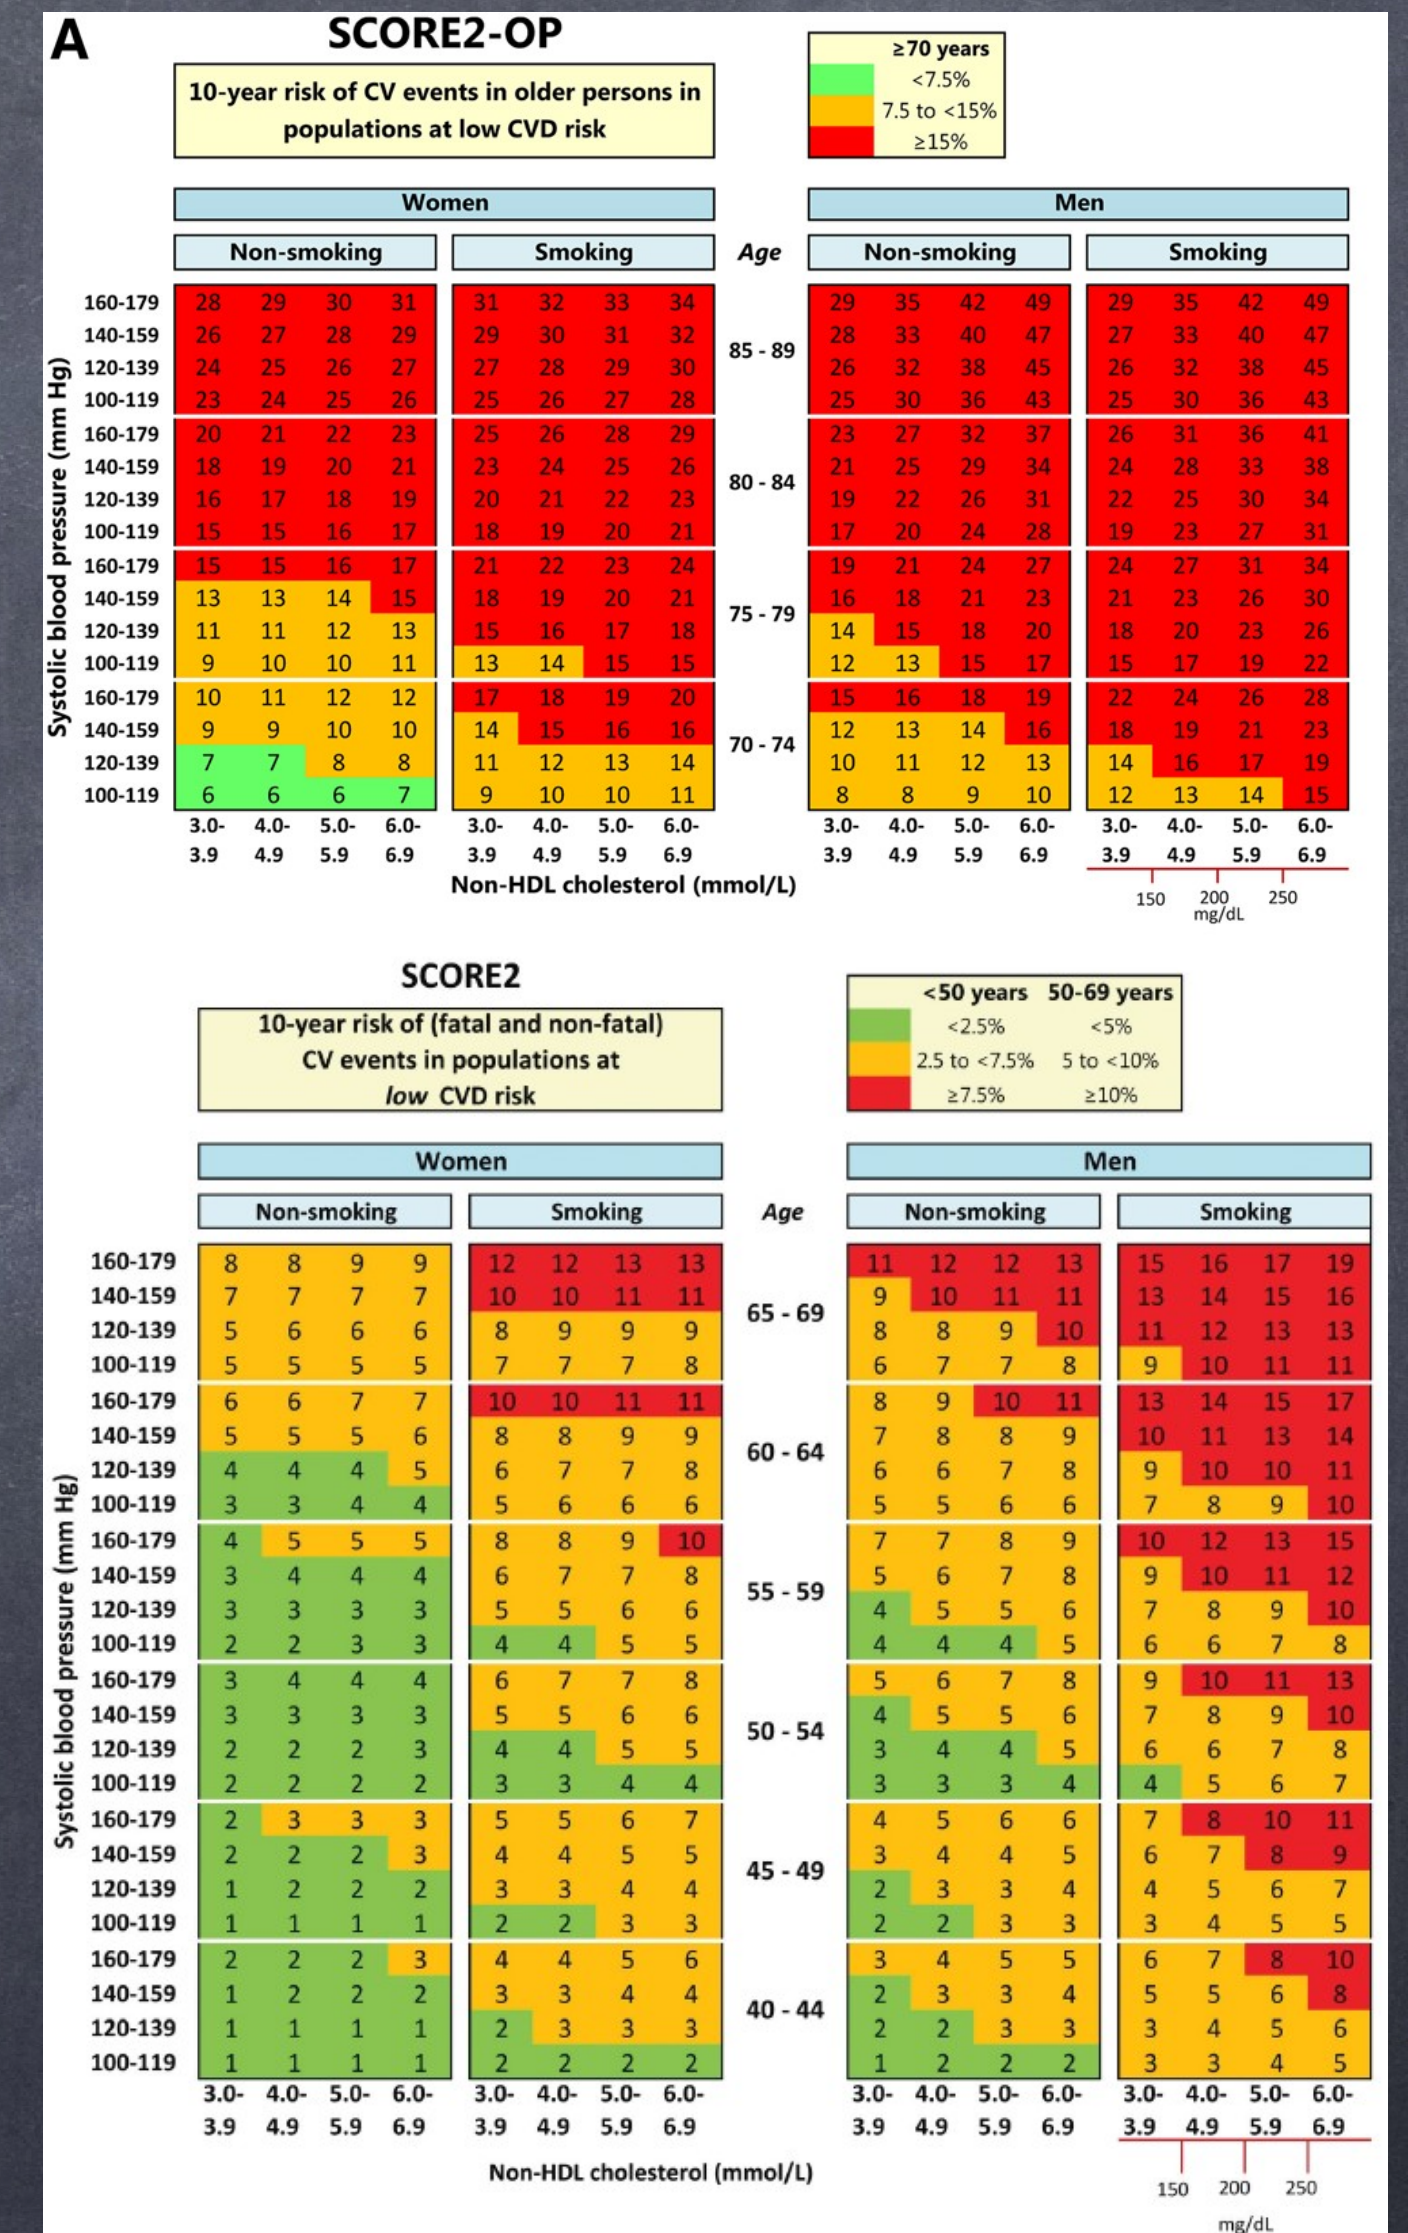 A
SCORE2-OP
10-year risk of CV events in older persons in
populations at low CVD risk
≥70 years
<7.5%
7.5 to <15%
≥15%
Women
Men
Non-smoking
Smoking
Age
Non-smoking
Smoking
Systolic blood pressure (mm Hg)
160-179 28 29 30 31 31 32 33 34 29 35 42 49 29 35 42 49
140-159 26 27 28 29 29 30 31 32 28 33 40 47 27 33 40 47
85 - 89
120-139 24 25 26 27 27 28 29 30 26 32 38 45 26 32 38 45
100-119 23 24 25 26 25 26 27 28 25 30 36 43 25 30 36 43
160-179 20 21 22 23 25 26 28 29 23 27 32 37 26 31 36 41
140-159 18 19 20 21 23 24 25 26 21 25 29 34 24 28 33 38
80 - 84
120-139 16 17 18 19 20 21 22 23 19 22 26 31 22 25 30 34
100-119 15 15 16 17 18 19 20 21 17 20 24 28 19 23 27 31
160-179 15 15 16 17 21 22 23 24 19 21 24 27 24 27 31 34
140-159 13 13 14 15 18 19 20 21 16 18 21 23 21 23 26 30
75 - 79
120-139 11 11 12 13 15 16 17 18 14 15 18 20 18 20 23 26
100-119 9 10 10 11 13 14 15 15 12 13 15 17 15 17 19 22
160-179 10 11 12 12 17 18 19 20 15 16 18 19 22 24 26 28
140-159 9 9 10 10 14 15 16 16 12 13 14 16 18 19 21 23
70 - 74
120-139 7 7 8 8 11 12 13 14 10 11 12 13 14 16 17 19
100-119 6 6 6 7 9 10 10 11 8 8 9 10 12 13 14 15
3.0- 4.0- 5.0- 6.0- 3.0- 4.0- 5.0- 6.0- 3.0- 4.0- 5.0- 6.0- 3.0- 4.0- 5.0- 6.0-
3.9 4.9 5.9 6.9 3.9 4.9 5.9 6.9 3.9 4.9 5.9 6.9 3.9 4.9 5.9 6.9
Non-HDL cholesterol (mmol/L)
150 200 250
mg/dL
SCORE2
10-year risk of (fatal and non-fatal)
CV events in populations at
low CVD risk
<50 years 50-69 years
<2.5% <5%
2.5 to <7.5% 5 to <10%
≥7.5% ≥10%
Women
Men
Non-smoking
Smoking
Age
Non-smoking
Smoking
Systolic blood pressure (mm Hg)
160-179 8 8 9 9 12 12 13 13 11 12 12 13 15 16 17 19
140-159 7 7 7 7 10 10 11 11 9 10 11 11 13 14 15 16
65 - 69
120-139 5 6 6 6 8 9 9 9 8 8 9 10 11 12 13 13
100-119 5 5 5 5 7 7 7 8 6 7 7 8 9 10 11 11
160-179 6 6 7 7 10 10 11 11 8 9 10 11 13 14 15 17
140-159 5 5 5 6 8 8 9 9 7 8 8 9 10 11 13 14
60 - 64
120-139 4 4 4 5 6 7 7 8 6 6 7 8 9 10 10 11
100-119 3 3 4 4 5 6 6 6 5 5 6 6 7 8 9 10
160-179 4 5 5 5 8 8 9 10 7 7 8 9 10 12 13 15
140-159 3 4 4 4 6 7 7 8 5 6 7 8 9 10 11 12
55 - 59
120-139 3 3 3 3 5 5 6 6 4 5 5 6 7 8 9 10
100-119 2 2 3 3 4 4 5 5 4 4 4 5 6 6 7 8
160-179 3 4 4 4 6 7 7 8 5 6 7 8 9 10 11 13
140-159 3 3 3 3 5 5 6 6 4 5 5 6 7 8 9 10
50 - 54
120-139 2 2 2 3 4 4 5 5 3 4 4 5 6 6 7 8
100-119 2 2 2 2 3 3 4 4 3 3 3 4 4 5 6 7
160-179 2 3 3 3 5 5 6 7 4 5 6 6 7 8 10 11
140-159 2 2 2 3 4 4 5 5 3 4 4 5 6 7 8 9
45 - 49
120-139 1 2 2 2 3 3 4 4 2 3 3 4 4 5 6 7
100-119 1 1 1 1 2 2 3 3 2 2 3 3 3 4 5 5
160-179 2 2 2 3 4 4 5 6 3 4 5 5 6 7 8 10
140-159 1 2 2 2 3 3 4 4 2 3 3 4 5 5 6 8
40 - 44
120-139 1 1 1 1 2 3 3 3 2 2 3 3 3 4 5 6
100-119 1 1 1 1 2 2 2 2 1 2 2 2 3 3 4 5
3.0- 4.0- 5.0- 6.0- 3.0- 4.0- 5.0- 6.0- 3.0- 4.0- 5.0- 6.0- 3.0- 4.0- 5.0- 6.0-
3.9 4.9 5.9 6.9 3.9 4.9 5.9 6.9 3.9 4.9 5.9 6.9 3.9 4.9 5.9 6.9
Non-HDL cholesterol (mmol/L)
150 200 250
mg/dL